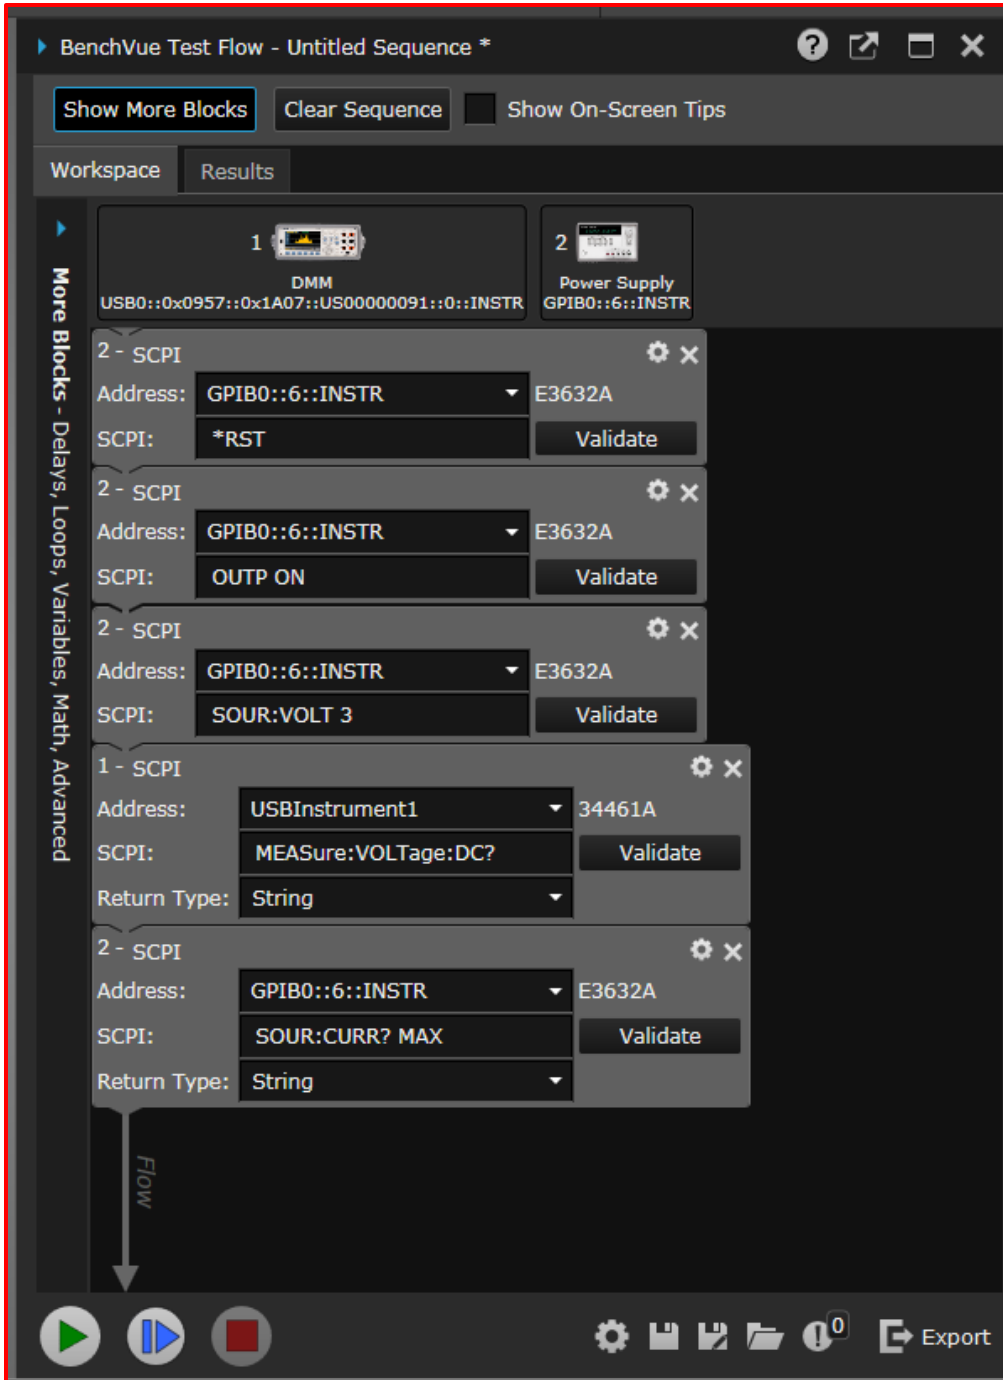 BenchVue Test Flow - Untitled Sequence *
Show More Blocks Clear Sequence Show On-Screen Tips
Workspace Results
More Blocks - Delays, Loops, Variables, Math, Advanced
1
DMM
USB0::0x0957::0x1A07::US00000091::0::INSTR
2
Power Supply
GPIB0::6::INSTR
2 - SCPI
Address: GPIB0::6::INSTR E3632A
SCPI: *RST Validate
2 - SCPI
Address: GPIB0::6::INSTR E3632A
SCPI: OUTP ON Validate
2 - SCPI
Address: GPIB0::6::INSTR E3632A
SCPI: SOUR:VOLT 3 Validate
1 - SCPI
Address: USBInstrument1 34461A
SCPI: MEASure:VOLTage:DC? Validate
Return Type: String
2 - SCPI
Address: GPIB0::6::INSTR E3632A
SCPI: SOUR:CURR? MAX Validate
Return Type: String
Flow
0 Export